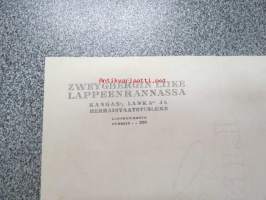 ZWEYGBERGIN LIIKE
LAPPEENRANNASSA
KANGAS-, LANKA- JA
HERRAINVAATETUSLIIKE
LAPPEENRANTA